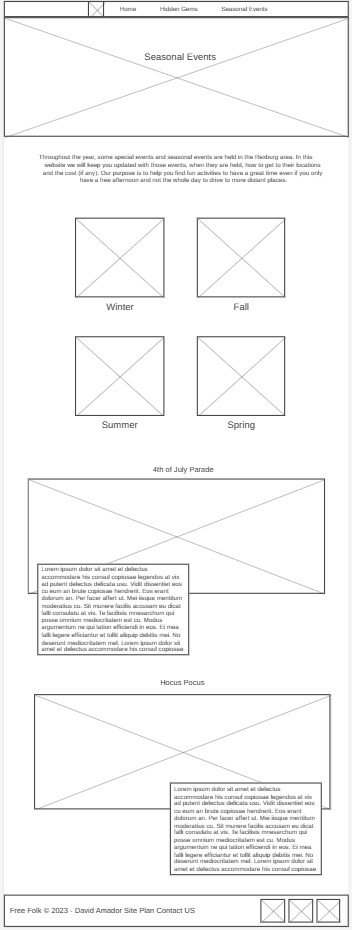 Home Hidden Gems Seasonal Events
Seasonal Events
Throughout the year, some special events and seasonal events are held in the Rexburg area. In this
website we will keep you updated with those events, when they are held, how to get to their locations
and the cost (if any). Our purpose is to help you find fun activities to have a great time even if you only
have a free afternoon and not the whole day to drive to more distant places.
Winter Fall
Summer Spring
4th of July Parade
Lorem ipsum dolor sit amet et delectus
accommodare his consul copiosae legendos at vix
ad putent delectus delicata usu. Vidit dissentiet eos
cu eum an brute copiosae hendrerit. Eos erant
dolorum an. Per facer affert ut. Mei iisque mentitum
moderatius cu. Sit munere facilis accusam eu dicat
falli consulatu at vis. Te facilisis mnesarchum qui
posse omnium mediocritatem est cu. Modus
argumentum ne qui tation efficiendi in eos. Ei mea
falli legere efficiantur et tollit aliquip debitis mei. No
deserunt mediocritatem mel. Lorem ipsum dolor sit
amet et delectus accommodare his consul copiosae
Hocus Pocus
Lorem ipsum dolor sit amet et delectus
accommodare his consul copiosae legendos at vix
ad putent delectus delicata usu. Vidit dissentiet eos
cu eum an brute copiosae hendrerit. Eos erant
dolorum an. Per facer affert ut. Mei iisque mentitum
moderatius cu. Sit munere facilis accusam eu dicat
falli consulatu at vis. Te facilisis mnesarchum qui
posse omnium mediocritatem est cu. Modus
argumentum ne qui tation efficiendi in eos. Ei mea
falli legere efficiantur et tollit aliquip debitis mei. No
deserunt mediocritatem mel. Lorem ipsum dolor sit
amet et delectus accommodare his consul copiosae
Free Folk © 2023 - David Amador Site Plan Contact US